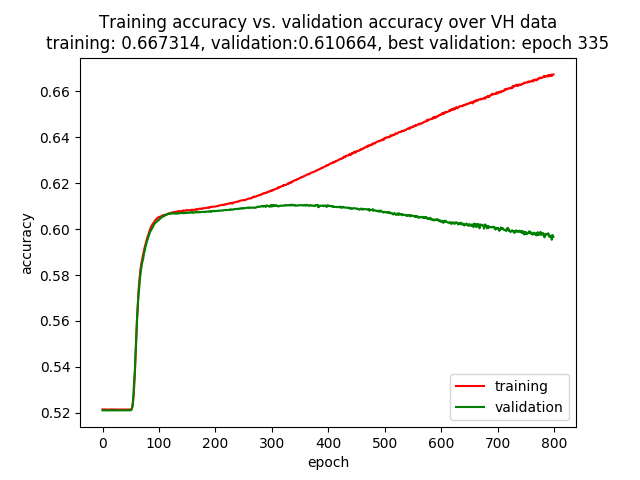 Training accuracy vs. validation accuracy over VH data
training: 0.667314, validation:0.610664, best validation: epoch 335
accuracy
0.66
0.64
0.62
0.60
0.58
0.56
0.54
0.52
training
validation
0 100 200 300 400 500 600 700 800
epoch